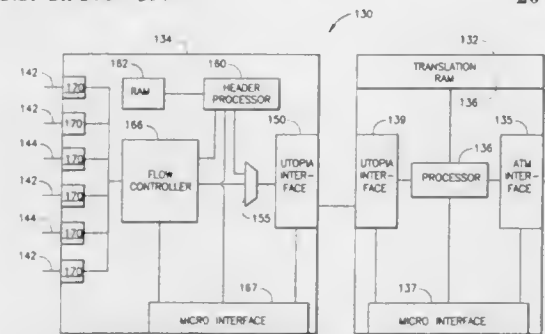 130
134
132
142
170
142
170
144
170
142
170
144
170
142
170
162
RAM
160
HEADER
PROCESSOR
166
FLOW
CONTROLLER
155
150
UTOPIA
INTER-
FACE
167
MICRO INTERFACE
TRANSLATION
RAM
136
139
UTOPIA
INTER-
FACE
136
PROCESSOR
135
ATM
INTER-
FACE
137
MICRO INTERFACE